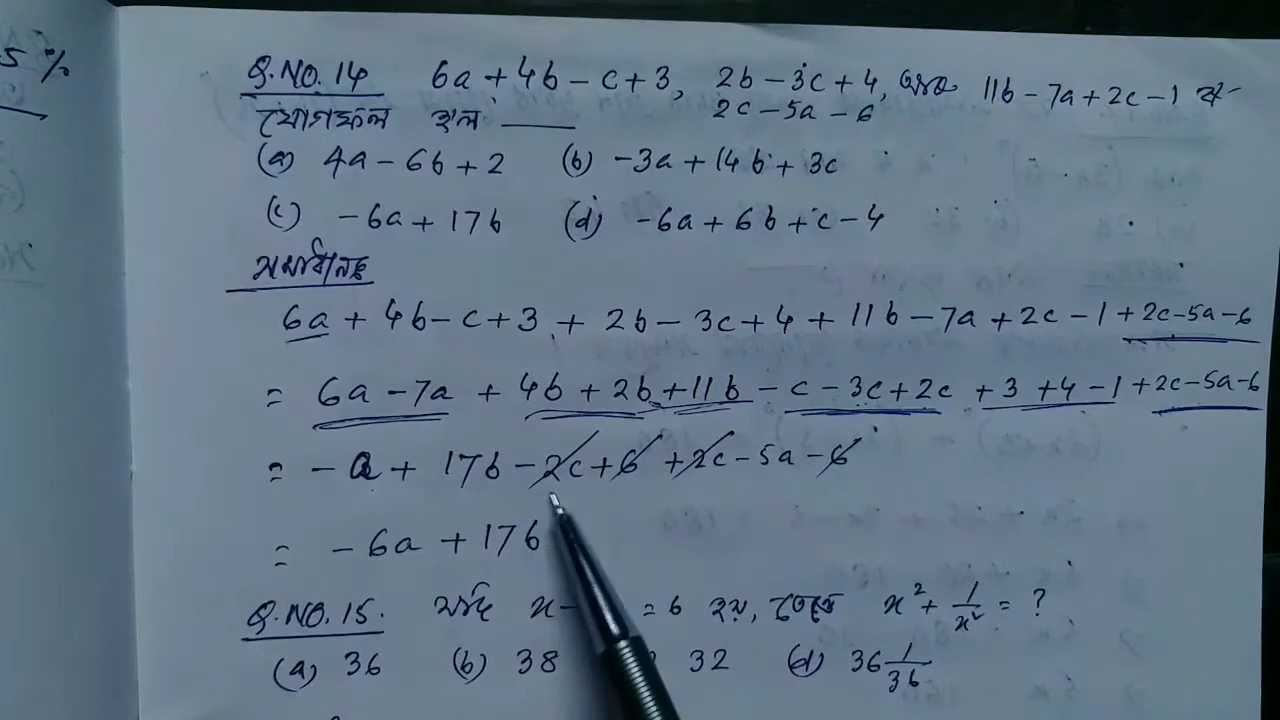 5 %
Q.NO.14 6a + 4b - c + 3, 2b - 3c + 4, আৰু 11b - 7a + 2c - 1 ৰ
2c - 5a - 6
যোগফল হ'ল ____
(a) 4a - 6b + 2 (b) -3a + 14b + 3c
(c) -6a + 17b (d) -6a + 6b + c - 4
সমাধানঃ
6a + 4b - c + 3 + 2b - 3c + 4 + 11b - 7a + 2c - 1 + 2c - 5a - 6
= 6a - 7a + 4b + 2b + 11b - c - 3c + 2c + 3 + 4 - 1 + 2c - 5a - 6
= - a + 17b - 2c + 6 + 2c - 5a - 6
= - 6a + 17b
Q.NO.15. যদি x - = 6 হয়, তেন্তে x² + 1/x² = ?
(a) 36 (b) 38 32 (d) 36 1/36